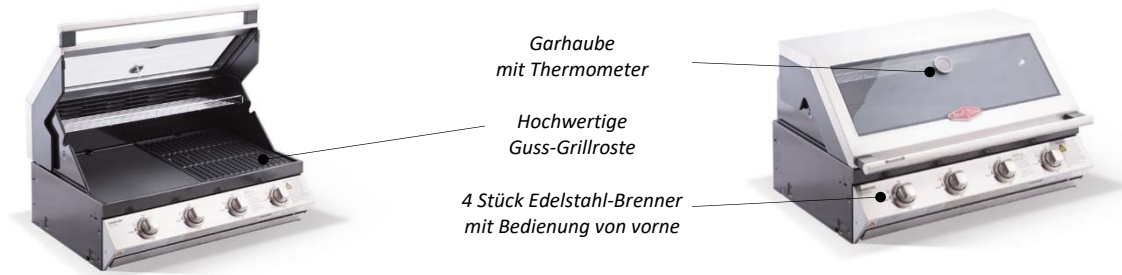 Garhaube
mit Thermometer
Hochwertige
Guss-Grillroste
4 Stück Edelstahl-Brenner
mit Bedienung von vorne